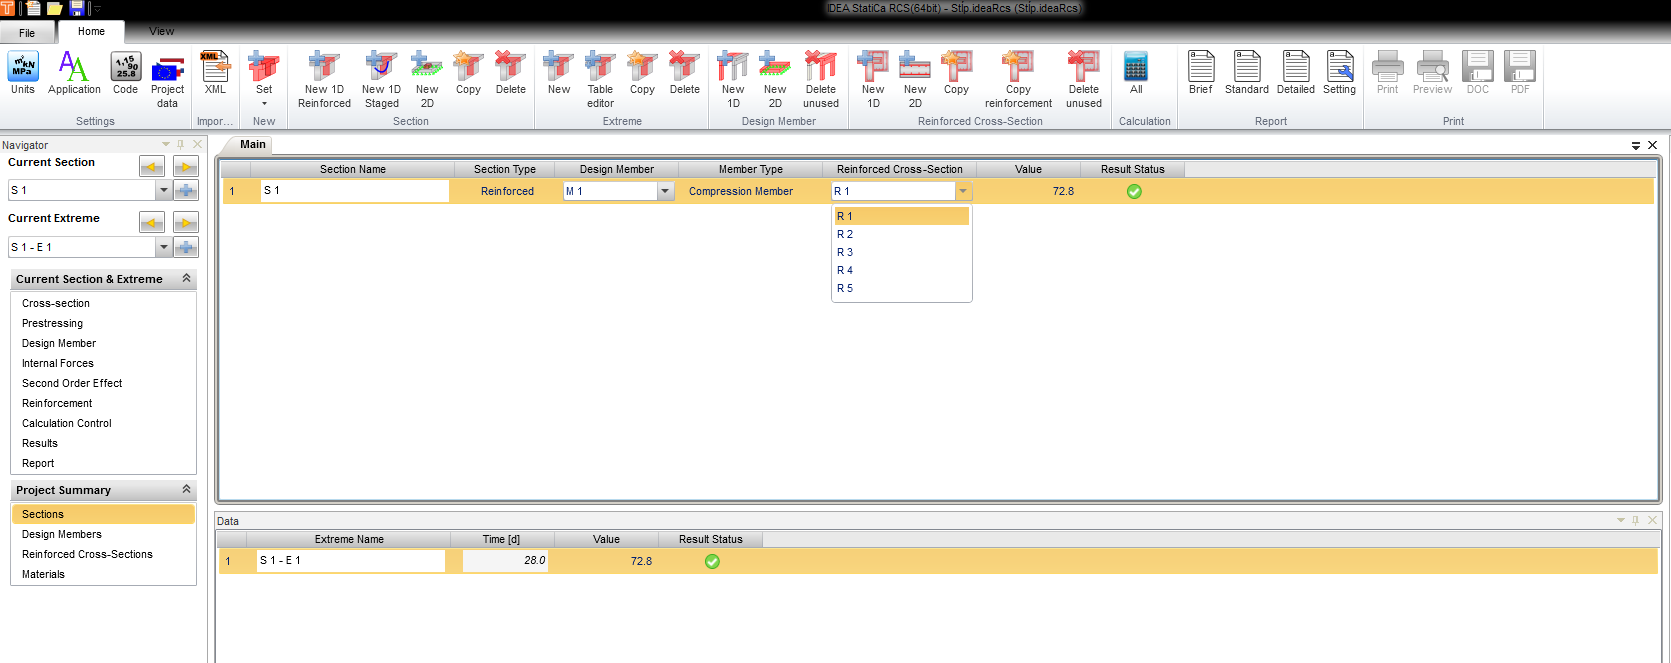 IDEA StatiCa RCS(64bit) - Stlp.ideaRcs (Stlp.ideaRcs)
File
Home
View
Units
Application
Code
Project data
Settings
XML
Impor...
Set
New
New 1D Reinforced
New 1D Staged
New 2D
Copy
Delete
Section
New
Table editor
Copy
Delete
Extreme
New 1D
New 2D
Delete unused
Design Member
New 1D
New 2D
Copy
Copy reinforcement
Delete unused
Reinforced Cross-Section
All
Calculation
Brief
Standard
Detailed
Setting
Report
Print
Preview
DOC
PDF
Print
Navigator
Current Section
S 1
Current Extreme
S 1 - E 1
Current Section & Extreme
Cross-section
Prestressing
Design Member
Internal Forces
Second Order Effect
Reinforcement
Calculation Control
Results
Report
Project Summary
Sections
Design Members
Reinforced Cross-Sections
Materials
Main
Section Name Section Type Design Member Member Type Reinforced Cross-Section Value Result Status
1 S 1 Reinforced M 1 Compression Member R 1 72.8
R 1
R 2
R 3
R 4
R 5
Data
Extreme Name Time [d] Value Result Status
1 S 1 - E 1 28.0 72.8